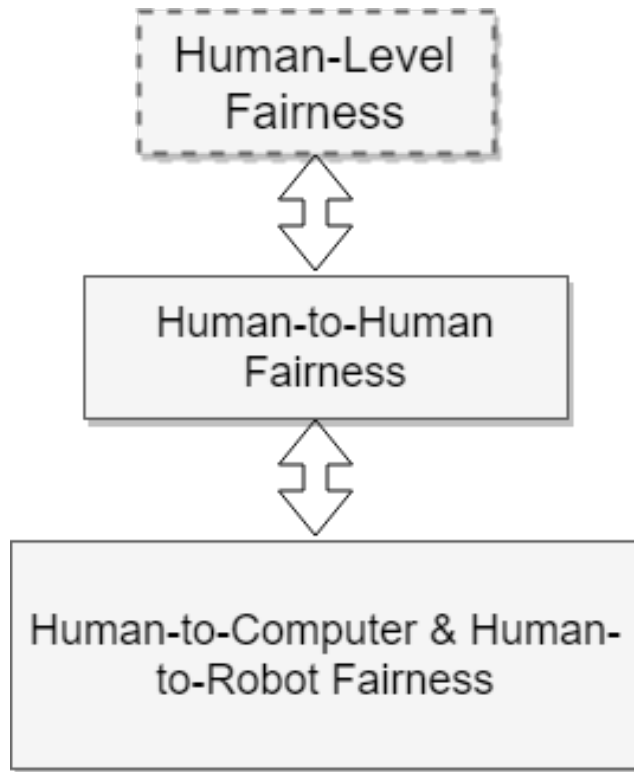 Human-Level
Fairness
Human-to-Human
Fairness
Human-to-Computer & Human-
to-Robot Fairness